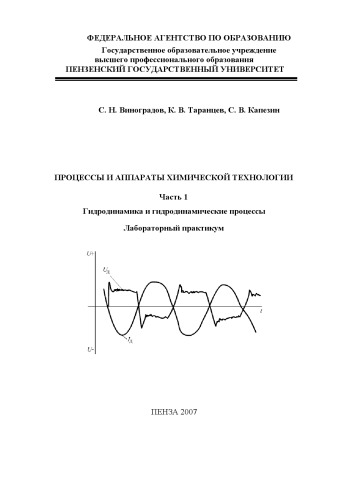 ФЕДЕРАЛЬНОЕ АГЕНТСТВО ПО ОБРАЗОВАНИЮ
Государственное образовательное учреждение
высшего профессионального образования
ПЕНЗЕНСКИЙ ГОСУДАРСТВЕННЫЙ УНИВЕРСИТЕТ
С. Н. Виноградов, К. В. Таранцев, С. В. Капезин
ПРОЦЕССЫ И АППАРАТЫ ХИМИЧЕСКОЙ ТЕХНОЛОГИИ
Часть 1
Гидродинамика и гидродинамические процессы
Лабораторный практикум
U+
t
U-
ПЕНЗА 2007